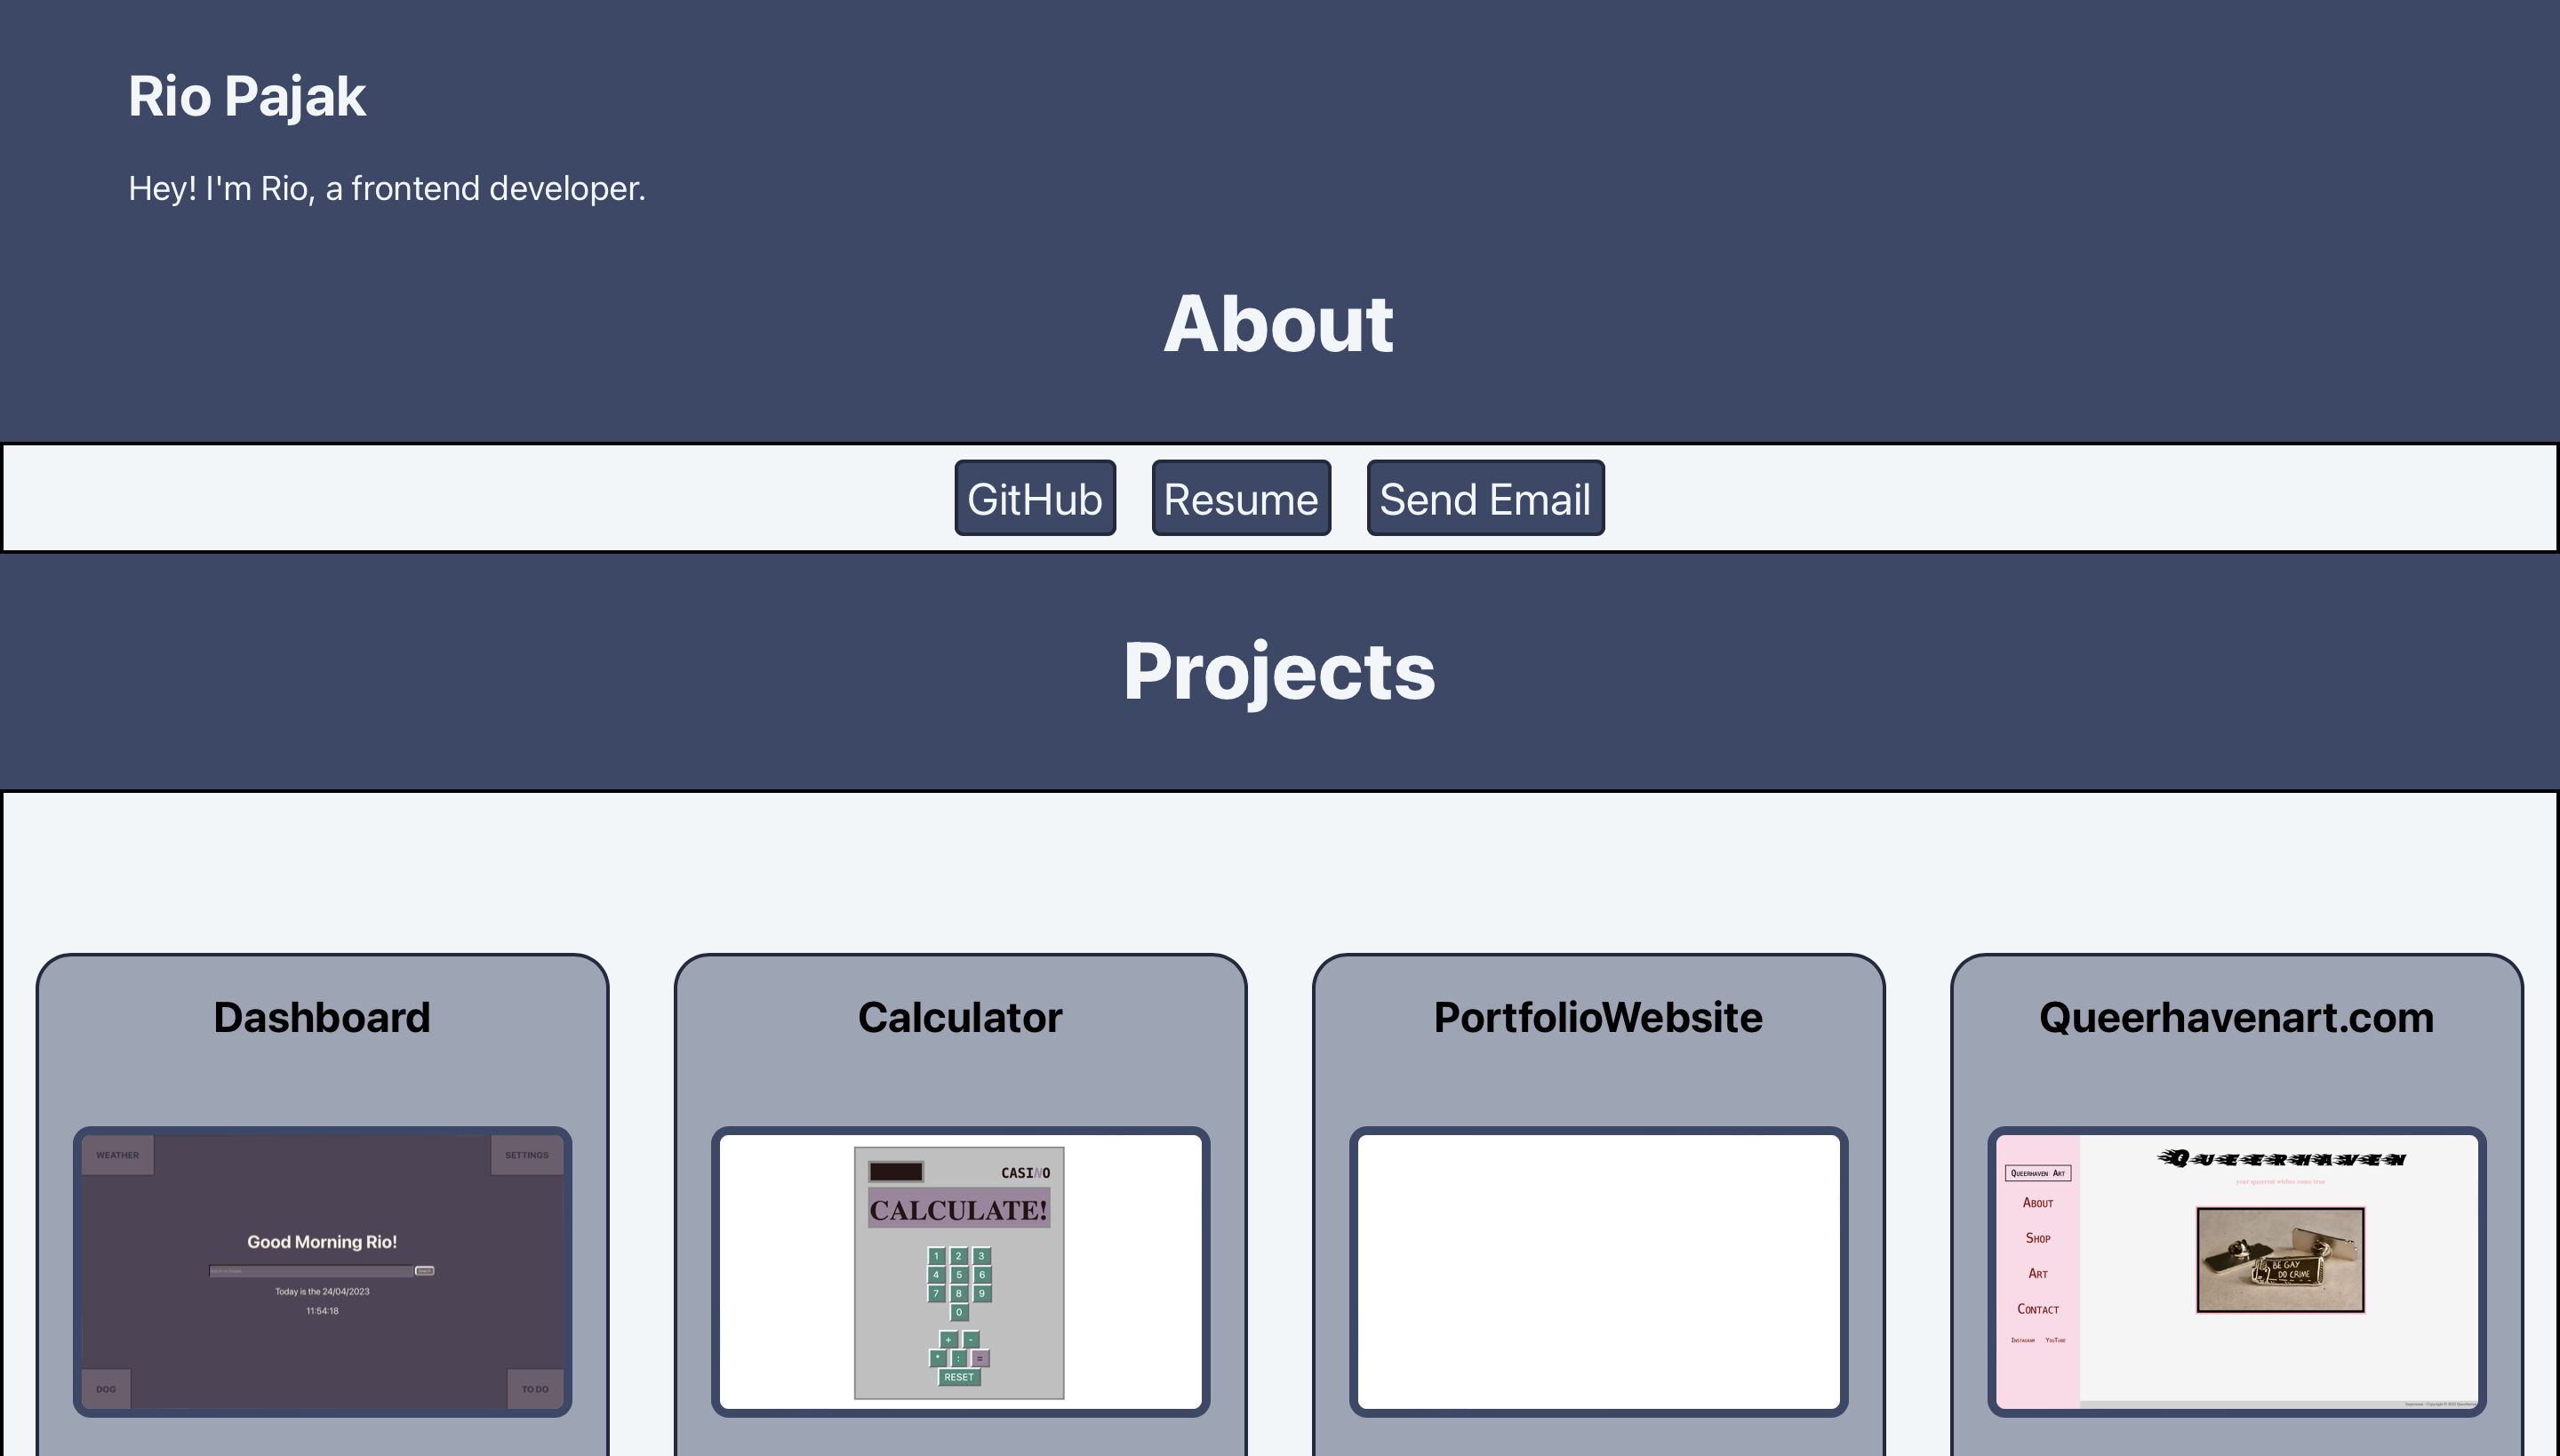 Rio Pajak
Hey! I'm Rio, a frontend developer.
About
GitHub Resume Send Email
Projects
Dashboard
WEATHER SETTINGS
Good Morning Rio!
Today is the 24/04/2023
11:54:18
DOG TO DO
Calculator
CASINO
CALCULATE!
1 2 3
4 5 6
7 8 9
0
+ -
* : =
RESET
PortfolioWebsite
Queerhavenart.com
QUEERHAVEN
your queerest wishes come true
QUEERHAVEN ART
ABOUT
SHOP
ART
CONTACT
INSTAGRAM YOUTUBE
BE GAY
DO CRIME